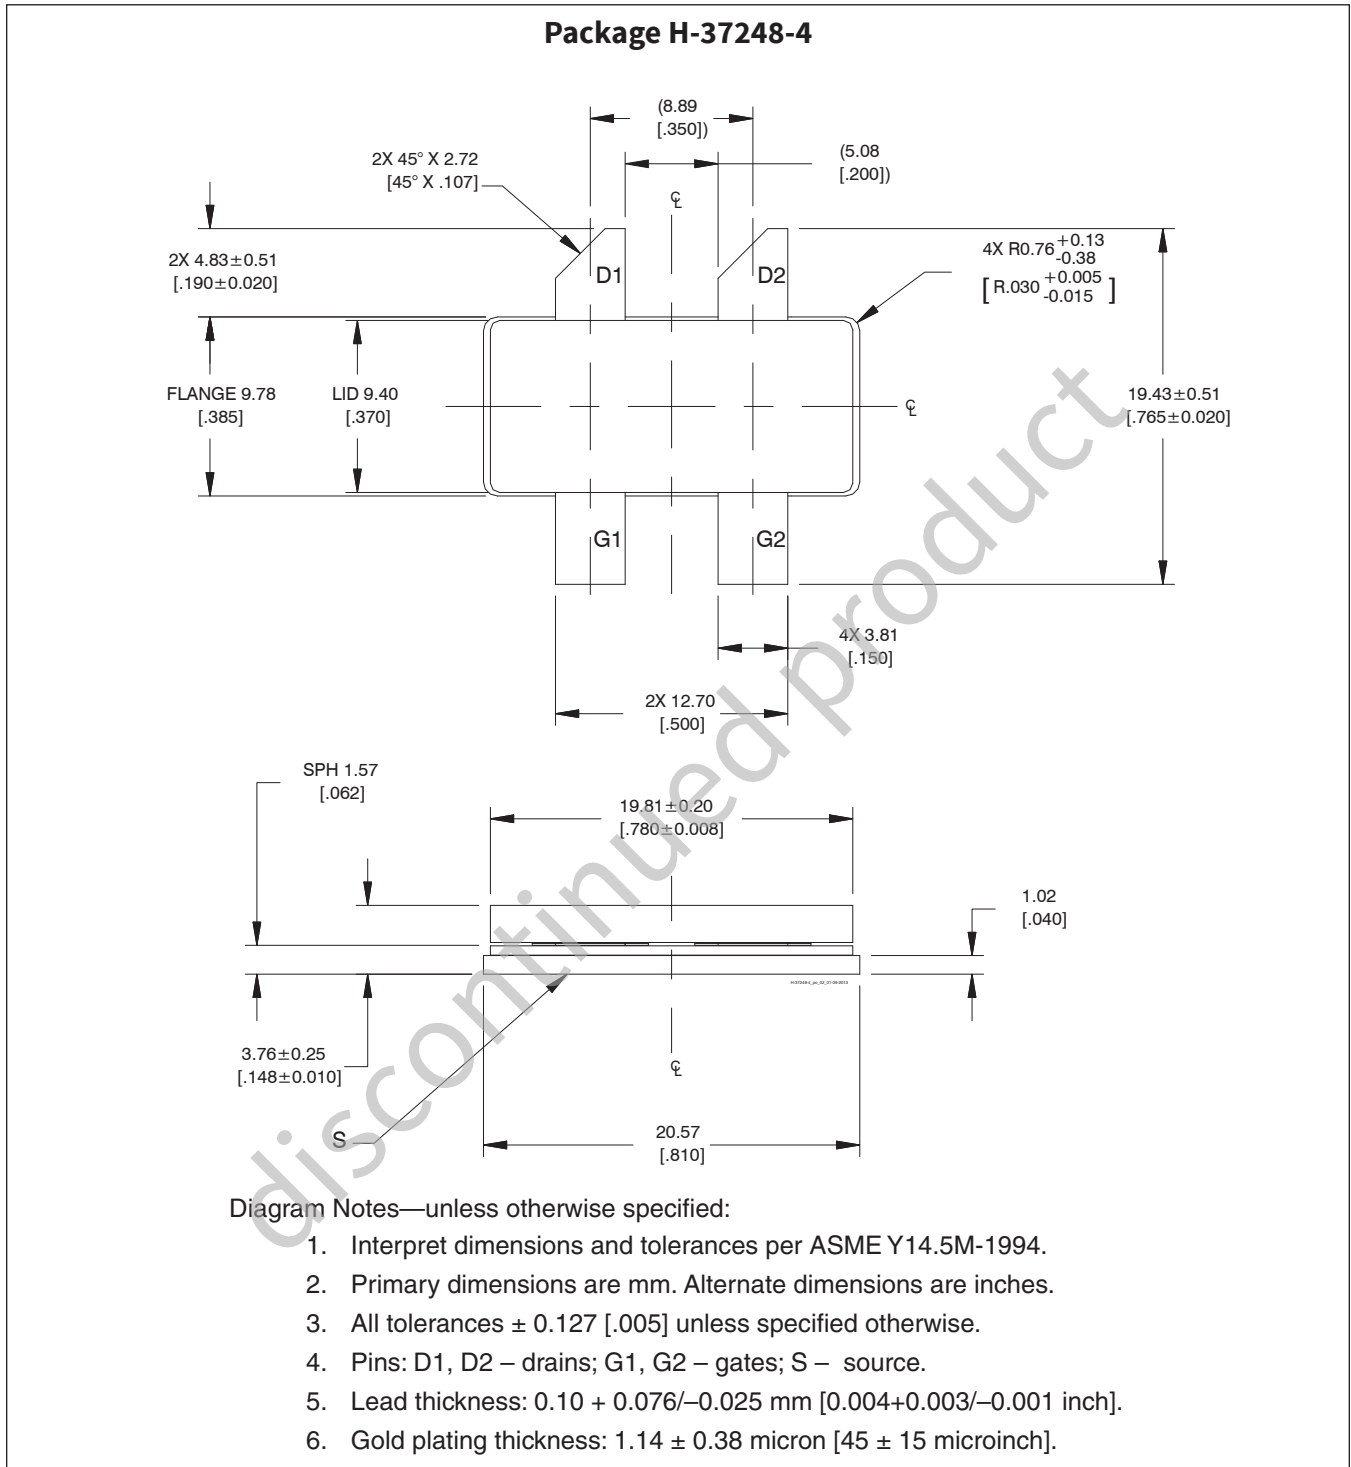 Package H-37248-4
(8.89
[.350])
2X 45° X 2.72
[45° X .107]
(5.08
[.200])
℄
2X 4.83±0.51
[.190±0.020]
D1
D2
4X R0.76 +0.13
-0.38
[ R.030 +0.005
-0.015 ]
FLANGE 9.78
[.385]
LID 9.40
[.370]
℄
19.43±0.51
[.765±0.020]
G1
G2
4X 3.81
[.150]
2X 12.70
[.500]
SPH 1.57
[.062]
19.81±0.20
[.780±0.008]
1.02
[.040]
H-37248-4_po_02_01-09-2013
3.76±0.25
[.148±0.010]
℄
S
20.57
[.810]
discontinued product
Diagram Notes—unless otherwise specified:
1. Interpret dimensions and tolerances per ASME Y14.5M-1994.
2. Primary dimensions are mm. Alternate dimensions are inches.
3. All tolerances ± 0.127 [.005] unless specified otherwise.
4. Pins: D1, D2 – drains; G1, G2 – gates; S – source.
5. Lead thickness: 0.10 + 0.076/–0.025 mm [0.004+0.003/–0.001 inch].
6. Gold plating thickness: 1.14 ± 0.38 micron [45 ± 15 microinch].